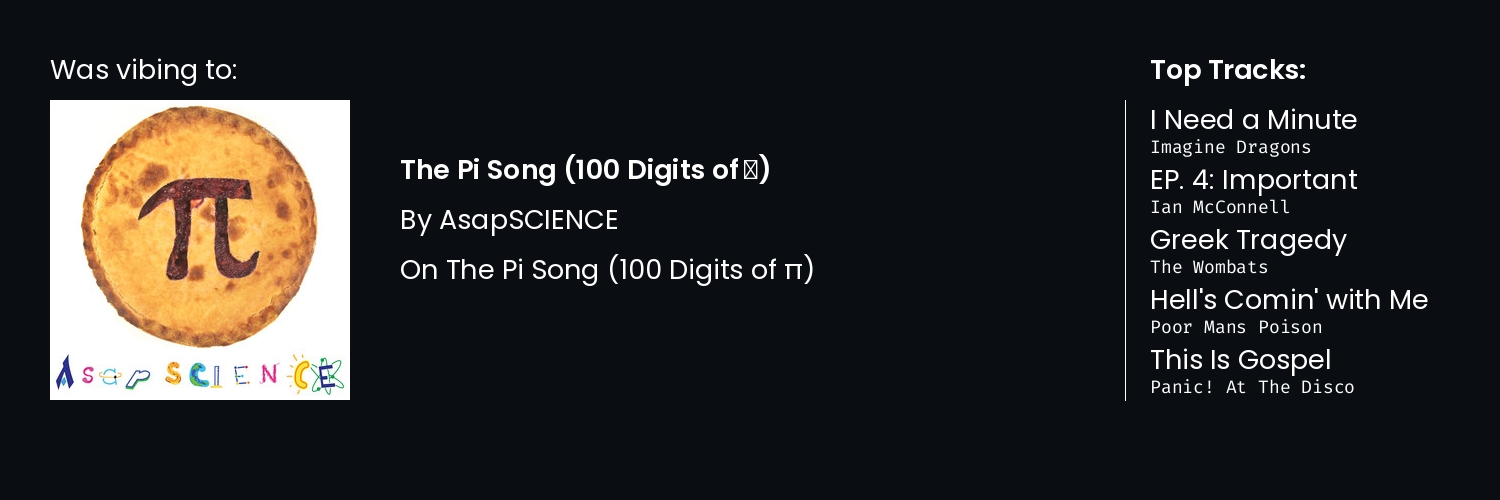 Was vibing to:
π
Asap SCIENCE
The Pi Song (100 Digits of )
By AsapSCIENCE
On The Pi Song (100 Digits of π)
Top Tracks:
I Need a Minute
Imagine Dragons
EP. 4: Important
Ian McConnell
Greek Tragedy
The Wombats
Hell's Comin' with Me
Poor Mans Poison
This Is Gospel
Panic! At The Disco